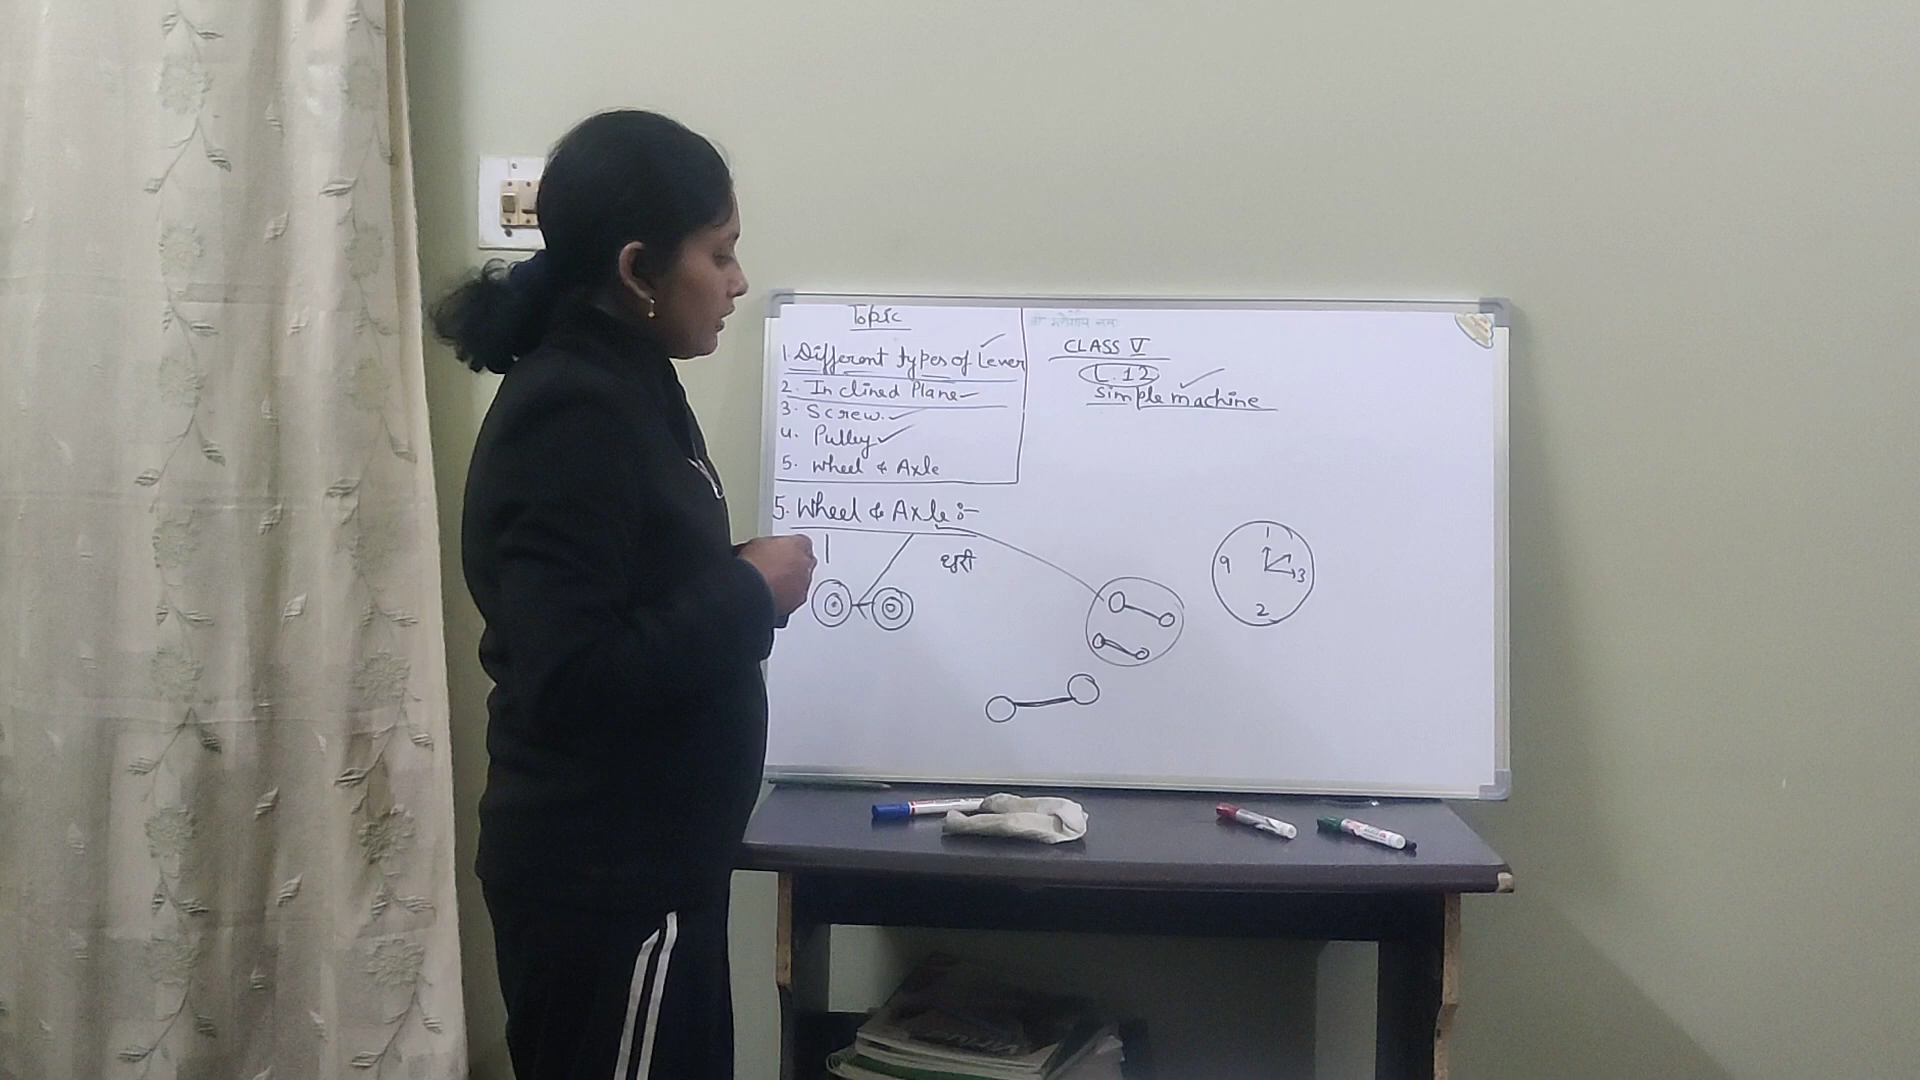 Topic
1. Different types of Lever
2. Inclined Plane
3. Screw.
4. Pulley
5. Wheel & Axle
5. Wheel & Axle :-
धुरी
CLASS V
L.12
Simple machine
1
9
3
2